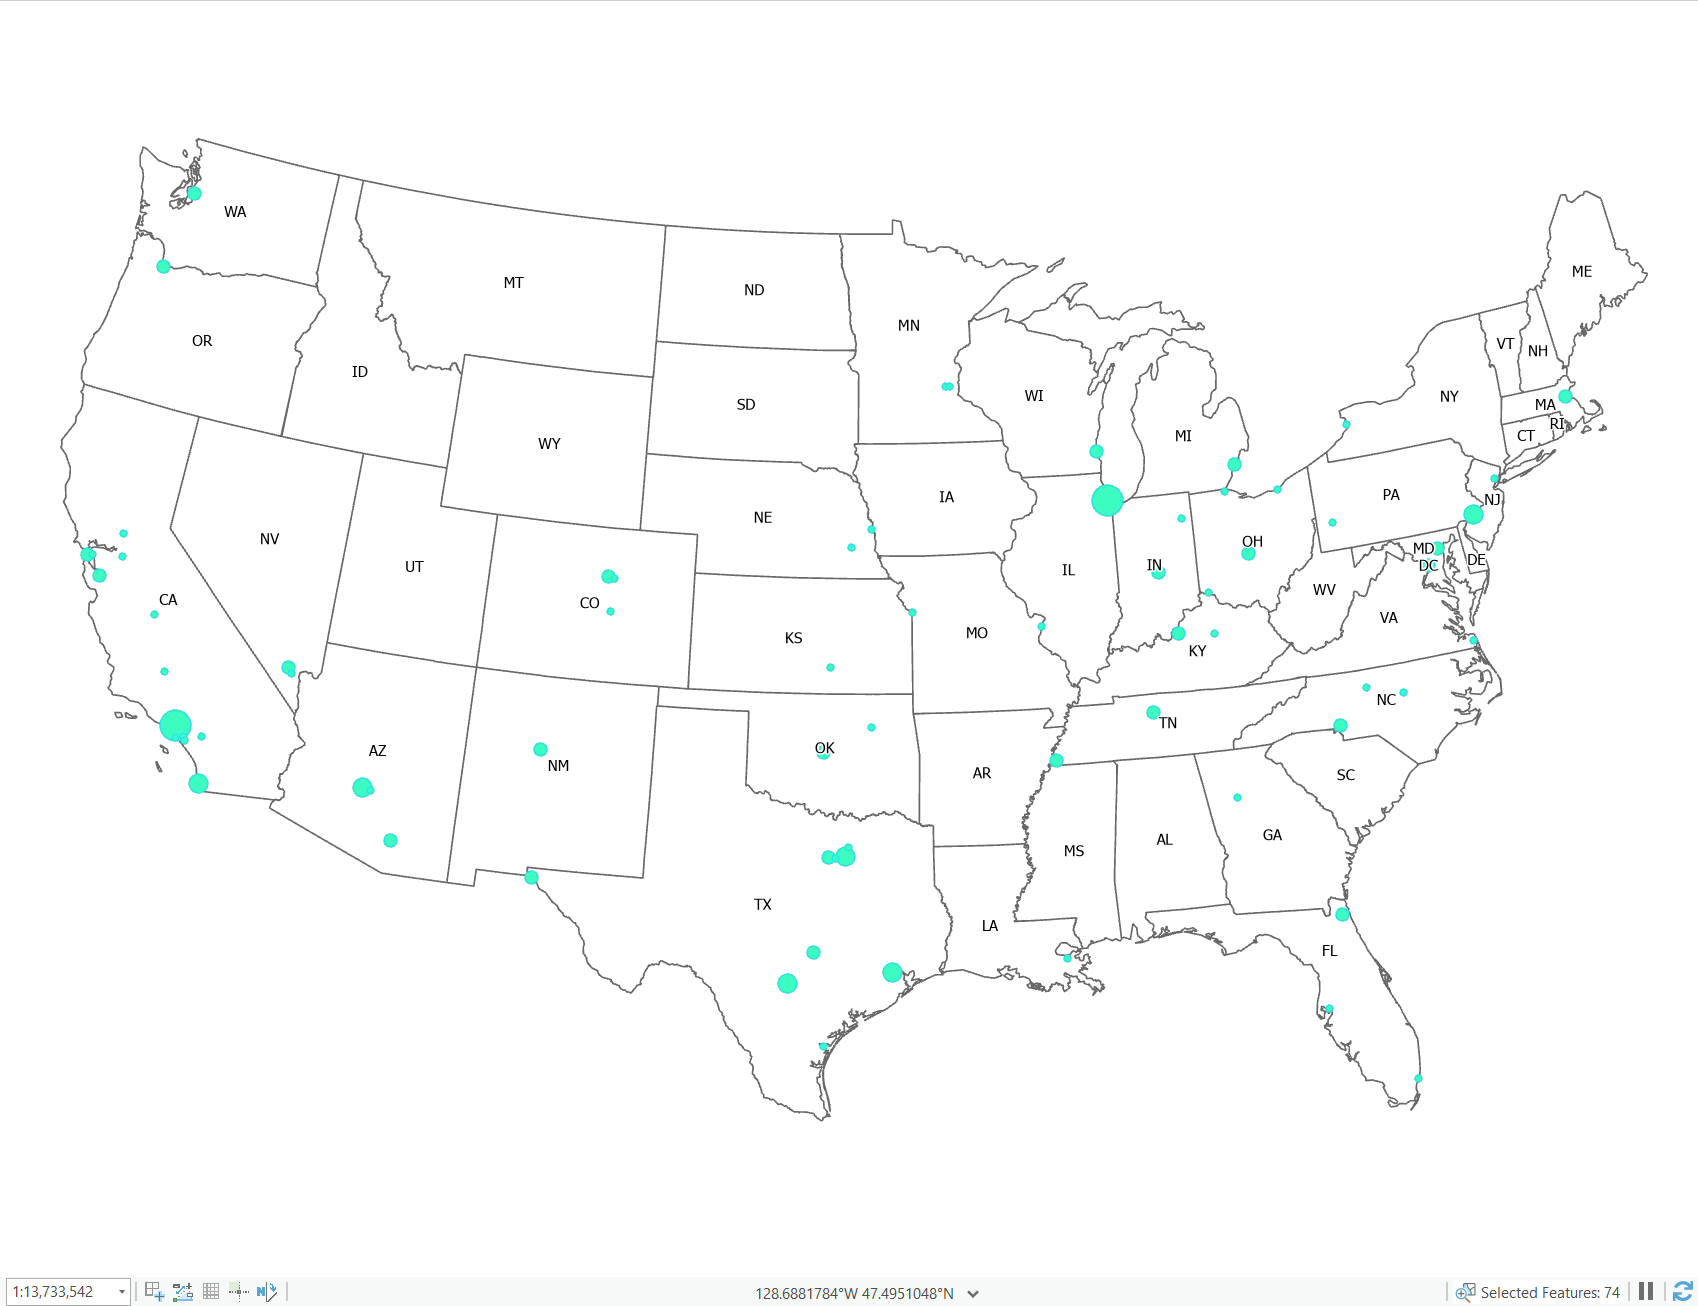 WA
MT
ND
ME
MN
OR
VT
NH
ID
WI
NY
SD
MA
RI
CT
MI
WY
IA
PA
NJ
NE
NV
OH
MD
DE
DC
UT
IN
IL
WV
CA
CO
VA
MO
KS
KY
NC
TN
AZ
OK
NM
AR
SC
GA
AL
MS
TX
LA
FL
1:13,733,542
128.6881784°W 47.4951048°N
Selected Features: 74